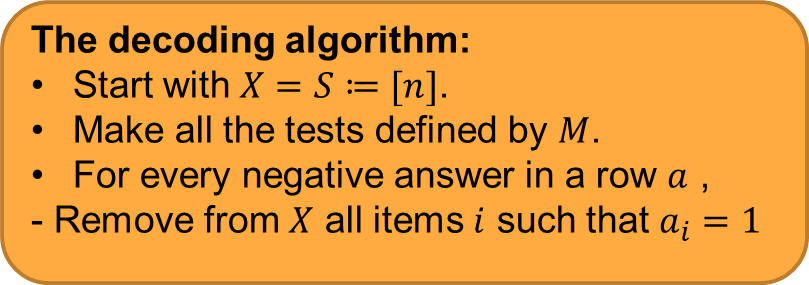 The decoding algorithm:
• Start with 𝑋 = 𝑆 ≔ [𝑛].
• Make all the tests defined by 𝑀.
• For every negative answer in a row 𝑎 ,
- Remove from 𝑋 all items 𝑖 such that 𝑎ᵢ = 1